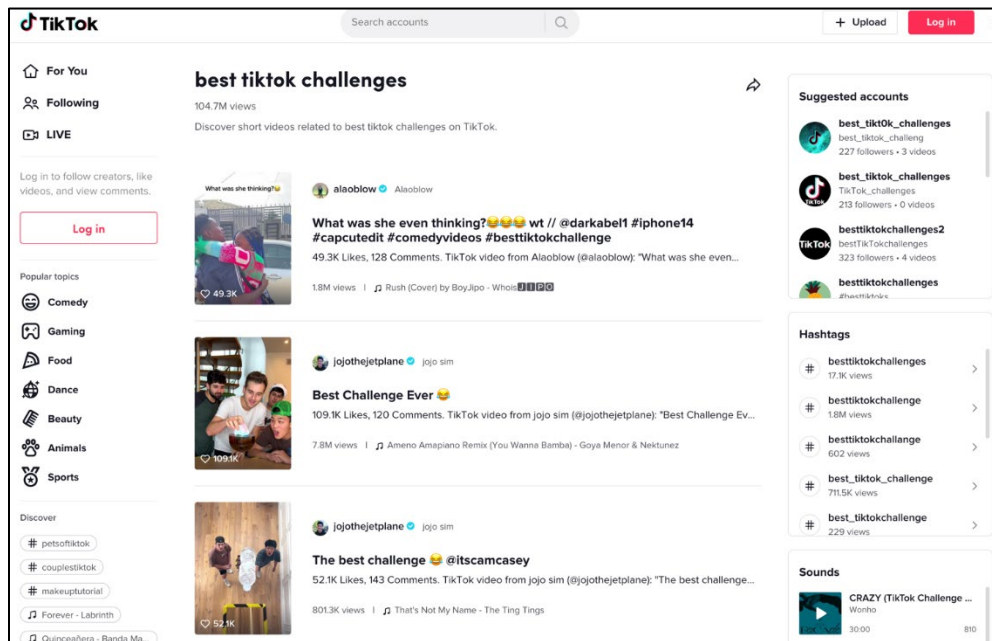 TikTok
Search accounts
+ Upload
Log in
For You
Following
LIVE
Log in to follow creators, like
videos, and view comments.
Log in
Popular topics
Comedy
Gaming
Food
Dance
Beauty
Animals
Sports
Discover
# petsoftiktok
# couplestiktok
# makeuptutorial
Forever - Labrinth
Quinceañera - Banda Ma...
best tiktok challenges
104.7M views
Discover short videos related to best tiktok challenges on TikTok.
What was she thinking?😂
49.3K
alaoblow Alaoblow
What was she even thinking?😂😂😂 wt // @darkabel1 #iphone14
#capcutedit #comedyvideos #besttiktokchallenge
49.3K Likes, 128 Comments. TikTok video from Alaoblow (@alaoblow): "What was she even...
1.8M views | Rush (Cover) by BoyJipo - Whois🅹🅸🅿🅾
109.1K
jojothejetplane jojo sim
Best Challenge Ever 😂
109.1K Likes, 120 Comments. TikTok video from jojo sim (@jojothejetplane): "Best Challenge Ev...
7.8M views | Ameno Amapiano Remix (You Wanna Bamba) - Goya Menor & Nektunez
52.1K
jojothejetplane jojo sim
The best challenge 😂 @itscamcasey
52.1K Likes, 143 Comments. TikTok video from jojo sim (@jojothejetplane): "The best challenge...
801.3K views | That's Not My Name - The Ting Tings
Suggested accounts
best_tikt0k_challenges
best_tiktok_challeng
227 followers • 3 videos
TikTok
best_tiktok_challenges
TikTok_challenges
213 followers • 0 videos
TikTok
besttiktokchallenges2
bestTikTokchallenges
323 followers • 4 videos
besttiktokchallenges
#besttiktoks
Hashtags
# besttiktokchallenges
17.1K views
# besttiktokchallenge
1.8M views
# besttiktokchallange
602 views
# best_tiktok_challenge
711.5K views
# best_tiktokchallenge
229 views
Sounds
CRAZY (TikTok Challenge ...
Wonho
30:00 810